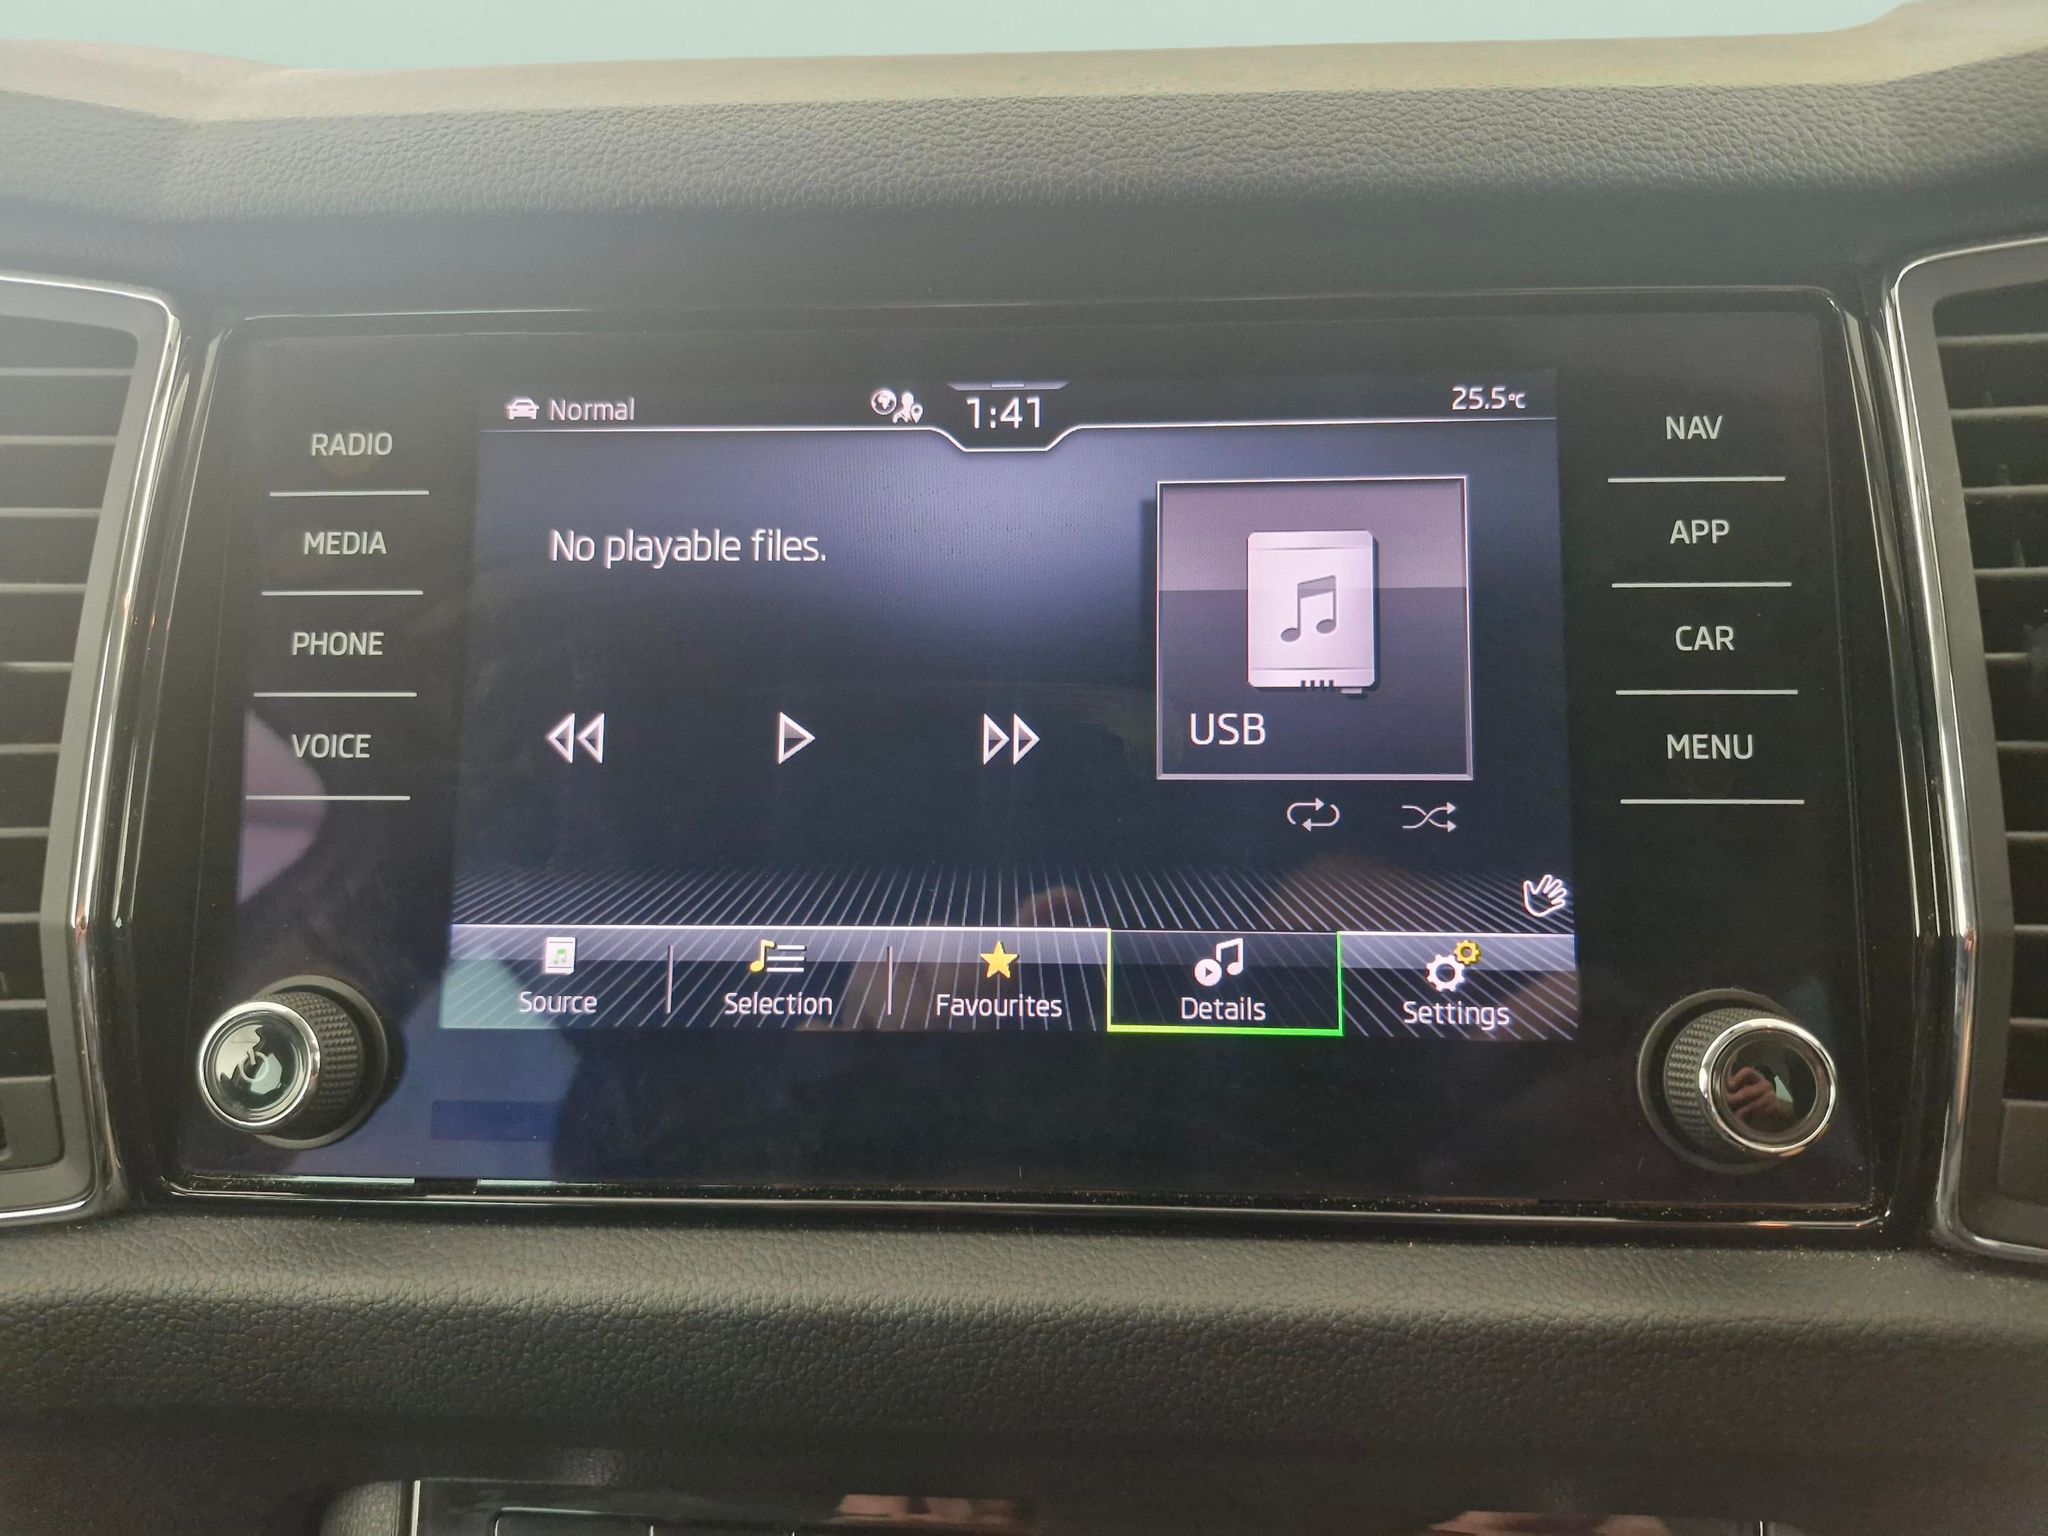 Normal
1:41
25.5°C
RADIO
MEDIA
PHONE
VOICE
No playable files.
USB
NAV
APP
CAR
MENU
Source
Selection
Favourites
Details
Settings